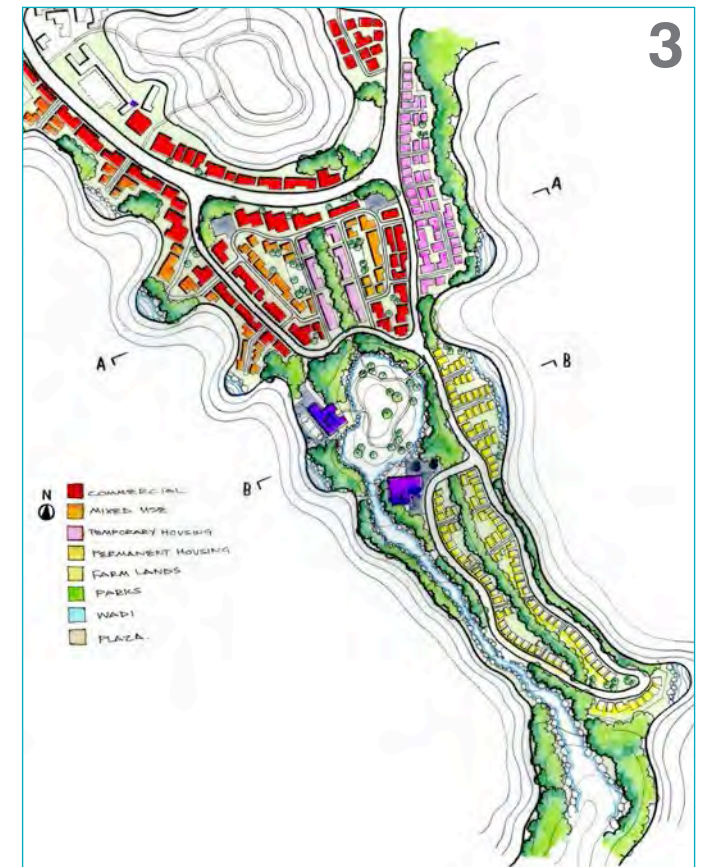 3
A
A
B
B
N
COMMERCIAL
MIXED USE
TEMPORARY HOUSING
PERMANENT HOUSING
FARM LANDS
PARKS
WADI
PLAZA.